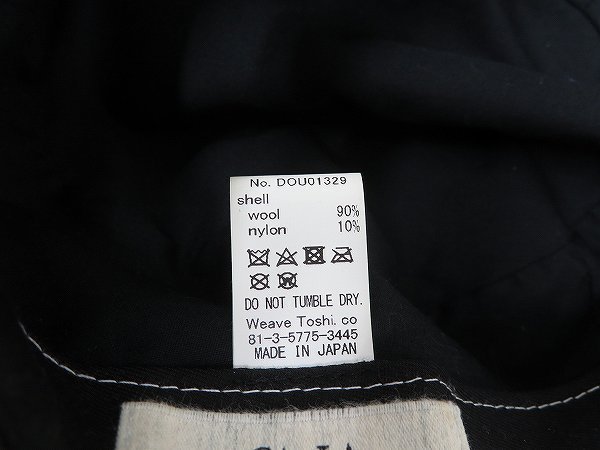 No. DOU01329
shell
wool 90%
nylon 10%
DO NOT TUMBLE DRY.
Weave Toshi. co
81-3-5775-3445
MADE IN JAPAN